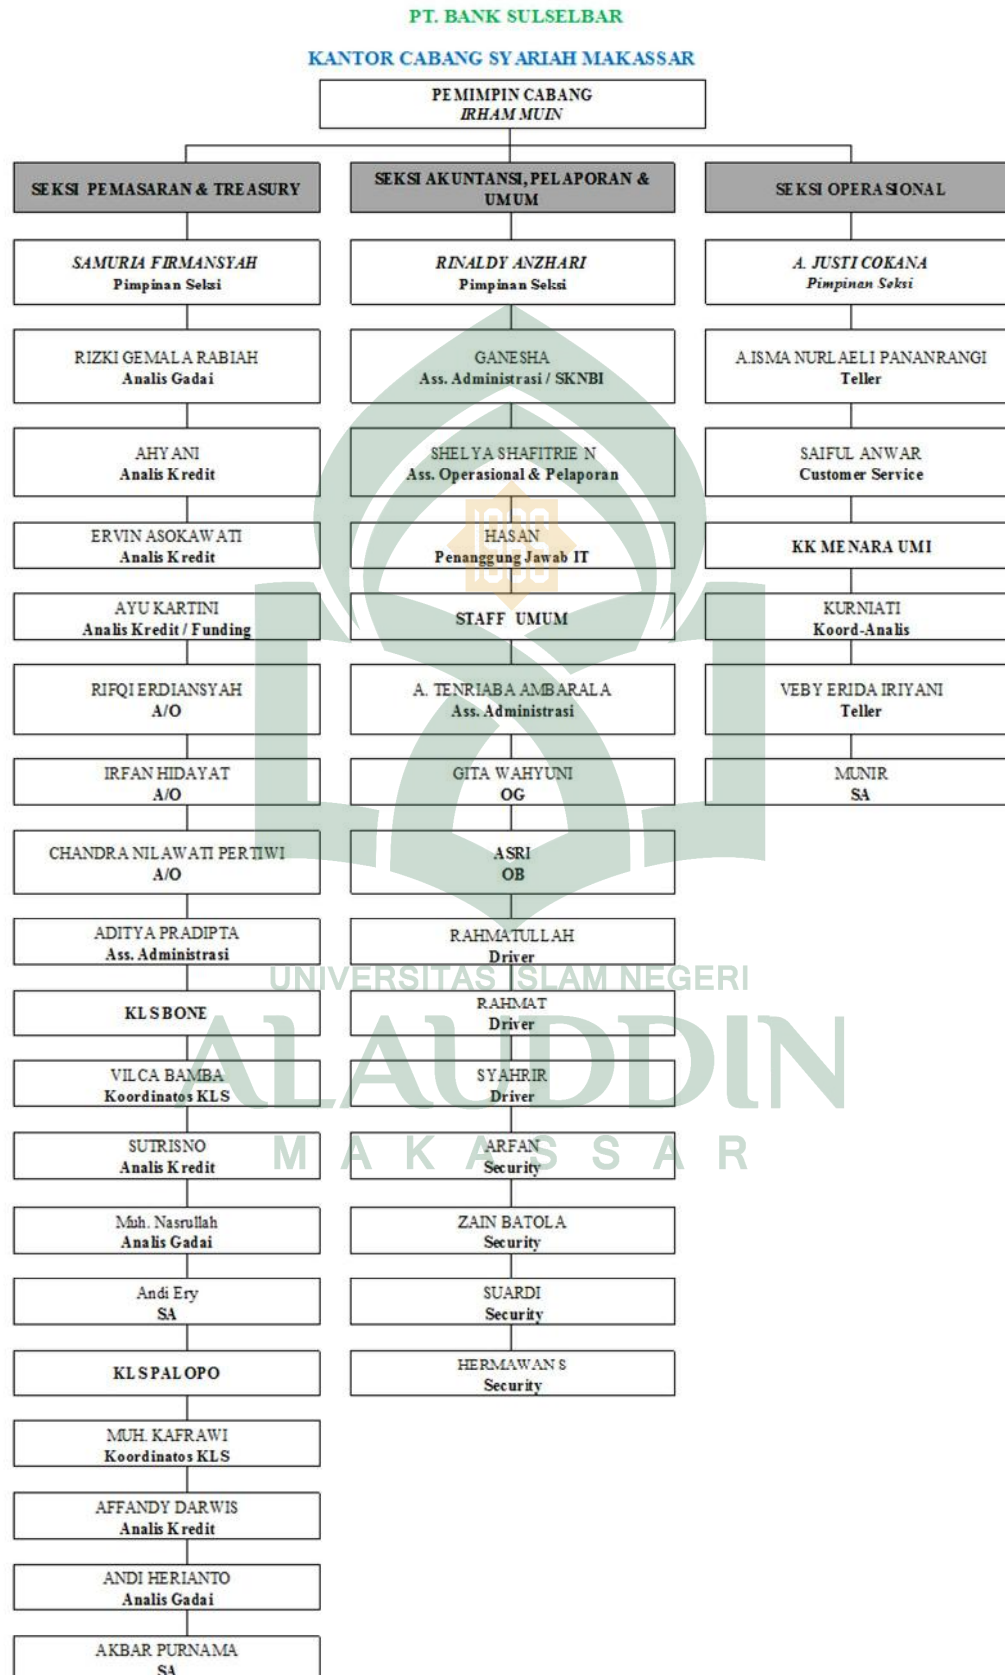 PT. BANK SULSELBAR
KANTOR CABANG SYARIAH MAKASSAR
PEMIMPIN CABANG
IRHAM MUIN
SEKSI PEMASARAN & TREASURY
SAMURIA FIRMANSYAH
Pimpinan Seksi
RIZKI GEMALA RABIAH
Analis Gadai
AHYANI
Analis Kredit
ERVIN ASOKAWATI
Analis Kredit
AYU KARTINI
Analis Kredit / Funding
RIFQI ERDIANSYAH
A/O
IRFAN HIDAYAT
A/O
CHANDRA NILAWATI PERTIWI
A/O
ADITYA PRADIPTA
Ass. Administrasi
KLS BONE
VILCA BAMBA
Koordinatos KLS
SUTRISNO
Analis Kredit
Muh. Nasrullah
Analis Gadai
Andi Ery
SA
KLS PALOPO
MUH. KAFRAWI
Koordinatos KLS
AFFANDY DARWIS
Analis Kredit
ANDI HERIANTO
Analis Gadai
AKBAR PURNAMA
SA
SEKSI AKUNTANSI, PELAPORAN &
UMUM
RINALDY ANZHARI
Pimpinan Seksi
GANESHA
Ass. Administrasi / SKNBI
SHELYA SHAFITRIE N
Ass. Operasional & Pelaporan
HASAN
Penanggung Jawab IT
STAFF UMUM
A. TENRIABA AMBARALA
Ass. Administrasi
GITA WAHYUNI
OG
ASRI
OB
RAHMATULLAH
Driver
RAHMAT
Driver
SYAHRIR
Driver
ARFAN
Security
ZAIN BATOLA
Security
SUARDI
Security
HERMAWAN S
Security
SEKSI OPERASIONAL
A. JUSTI COKANA
Pimpinan Seksi
A.ISMA NURLAELI PANANRANGI
Teller
SAIFUL ANWAR
Customer Service
KK MENARA UMI
KURNIATI
Koord-Analis
VEBY ERIDA IRIYANI
Teller
MUNIR
SA
1965
1965
UNIVERSITAS ISLAM NEGERI
ALAUDDIN
MAKASSAR